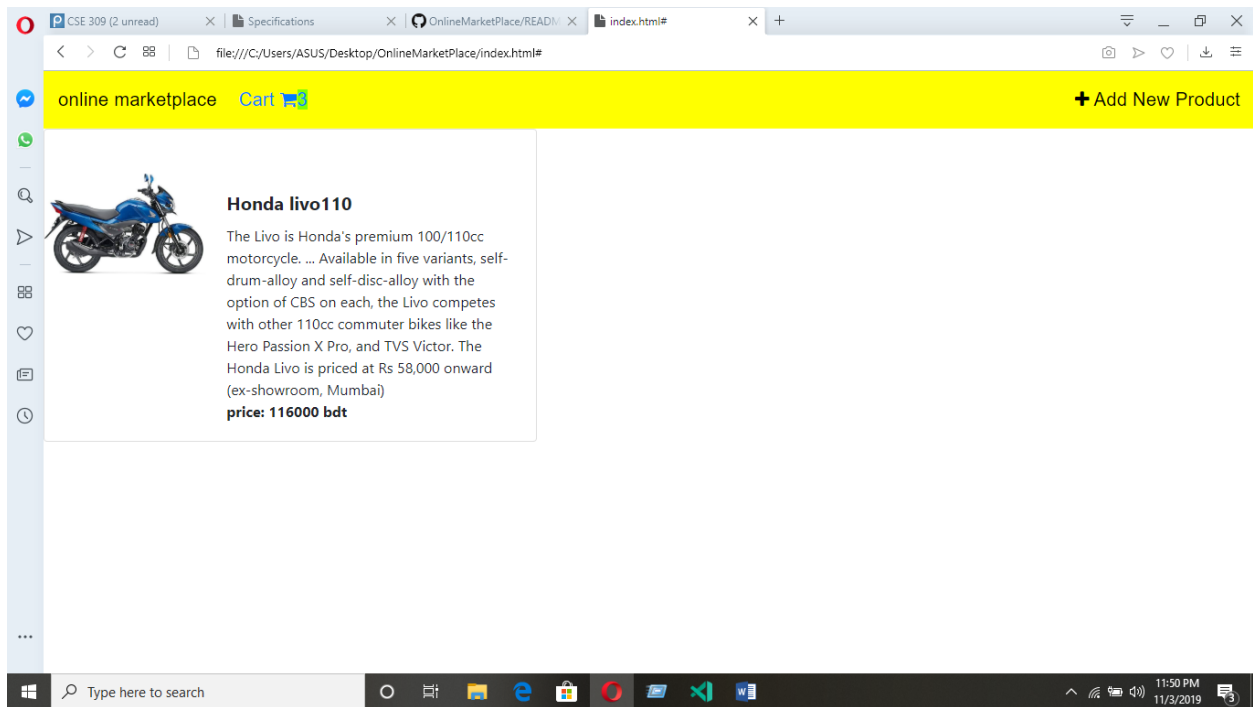 CSE 309 (2 unread)
Specifications
OnlineMarketPlace/READM
index.html#
file:///C:/Users/ASUS/Desktop/OnlineMarketPlace/index.html#
online marketplace Cart 3 Add New Product
Honda livo110
The Livo is Honda's premium 100/110cc
motorcycle. ... Available in five variants, self-
drum-alloy and self-disc-alloy with the
option of CBS on each, the Livo competes
with other 110cc commuter bikes like the
Hero Passion X Pro, and TVS Victor. The
Honda Livo is priced at Rs 58,000 onward
(ex-showroom, Mumbai)
price: 116000 bdt
Type here to search
11:50 PM
11/3/2019
3